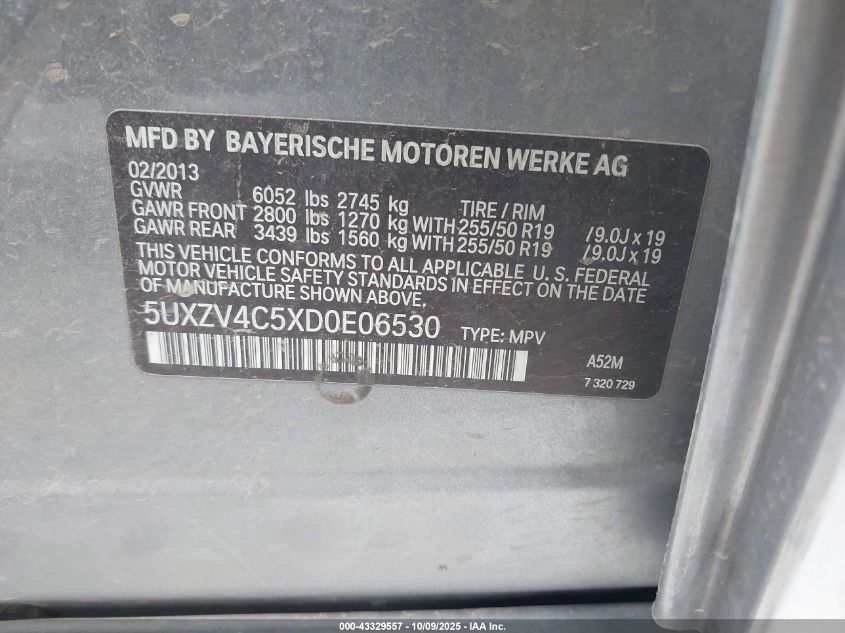 MFD BY BAYERISCHE MOTOREN WERKE AG
02/2013
GVWR 6052 lbs 2745 kg TIRE / RIM
GAWR FRONT 2800 lbs 1270 kg WITH 255/50 R19 /9.0J x 19
GAWR REAR 3439 lbs 1560 kg WITH 255/50 R19 /9.0J x 19
THIS VEHICLE CONFORMS TO ALL APPLICABLE U. S. FEDERAL
MOTOR VEHICLE SAFETY STANDARDS IN EFFECT ON THE DATE
OF MANUFACTURE SHOWN ABOVE.
5UXZV4C5XD0E06530 TYPE: MPV
A52M
7 320 729
000-43329557 - 10/09/2025 - IAA Inc.